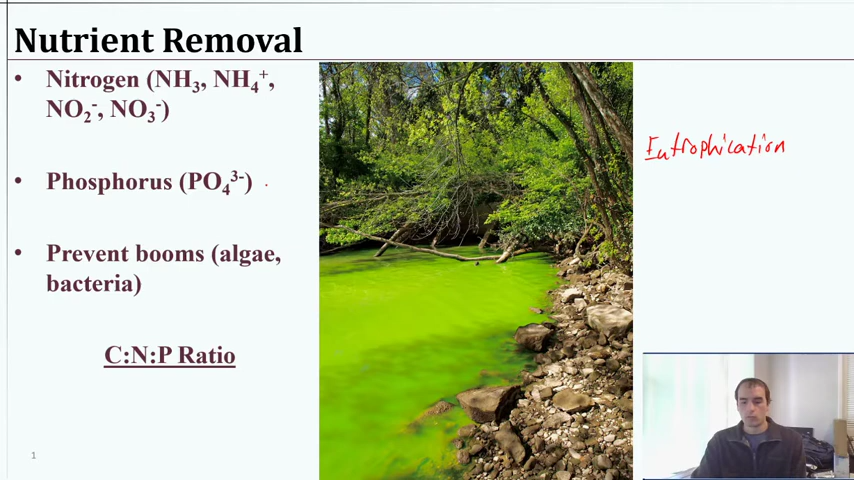 Nutrient Removal
• Nitrogen (NH₃, NH₄⁺,
NO₂⁻, NO₃⁻)
• Phosphorus (PO₄³⁻)
• Prevent booms (algae,
bacteria)
C:N:P Ratio
Eutrophication
1